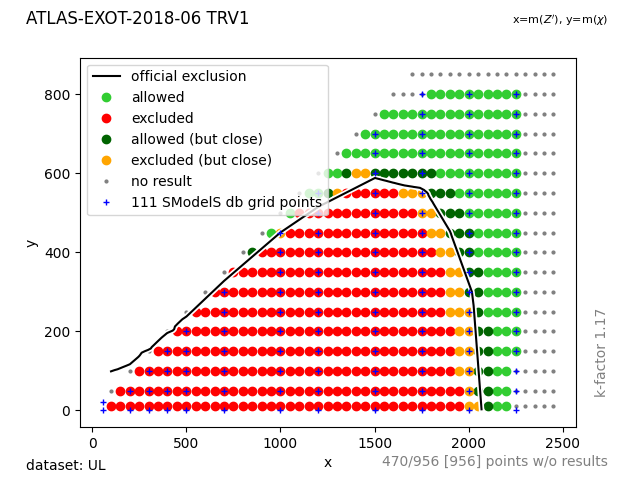 ATLAS-EXOT-2018-06 TRV1
x=m(Z'), y=m(χ)
official exclusion
allowed
excluded
allowed (but close)
excluded (but close)
no result
111 SModelS db grid points
800
600
400
200
0
y
0 500 1000 1500 2000 2500
x
k-factor 1.17
dataset: UL
470/956 [956] points w/o results